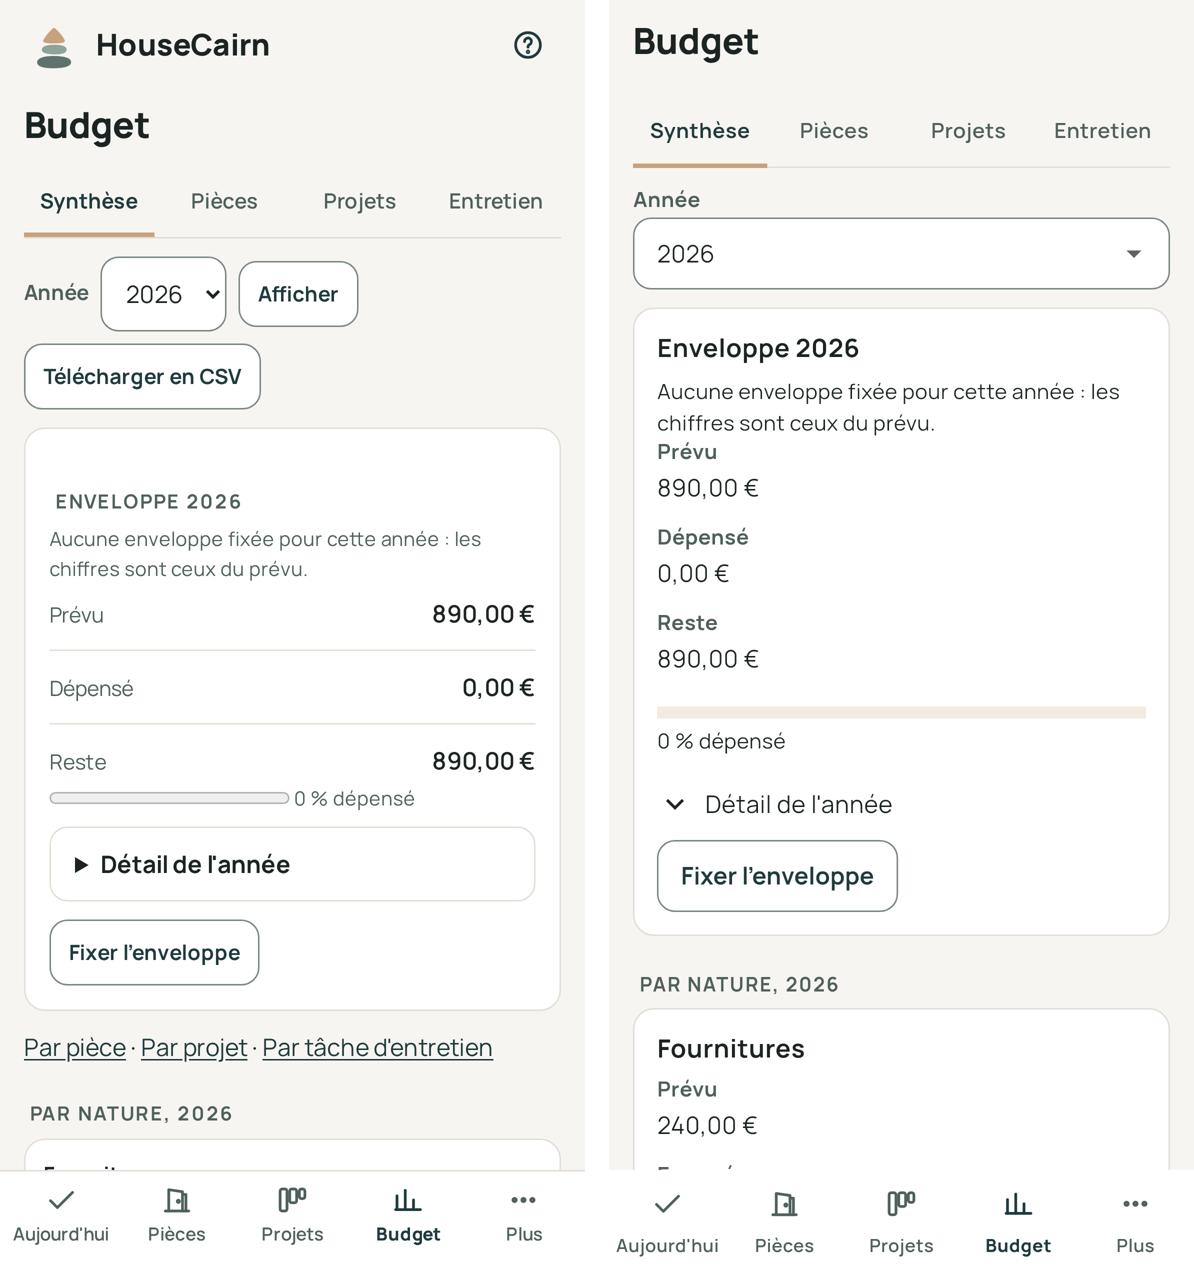 HouseCairn
Budget
Synthèse Pièces Projets Entretien
Année 2026 Afficher
Télécharger en CSV
ENVELOPPE 2026
Aucune enveloppe fixée pour cette année : les
chiffres sont ceux du prévu.
Prévu 890,00 €
Dépensé 0,00 €
Reste 890,00 €
0 % dépensé
Détail de l'année
Fixer l’enveloppe
Par pièce · Par projet · Par tâche d'entretien
PAR NATURE, 2026
Aujourd'hui Pièces Projets Budget Plus
Budget
Synthèse Pièces Projets Entretien
Année
2026
Enveloppe 2026
Aucune enveloppe fixée pour cette année : les
chiffres sont ceux du prévu.
Prévu
890,00 €
Dépensé
0,00 €
Reste
890,00 €
0 % dépensé
Détail de l'année
Fixer l’enveloppe
PAR NATURE, 2026
Fournitures
Prévu
240,00 €
Aujourd'hui Pièces Projets Budget Plus